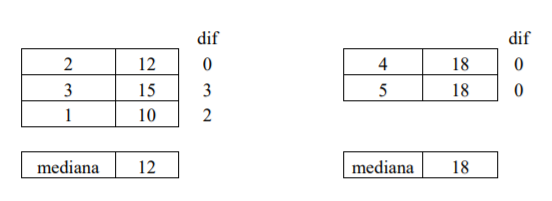 dif
2 12 0
3 15 3
1 10 2
mediana 12
dif
4 18 0
5 18 0
mediana 18